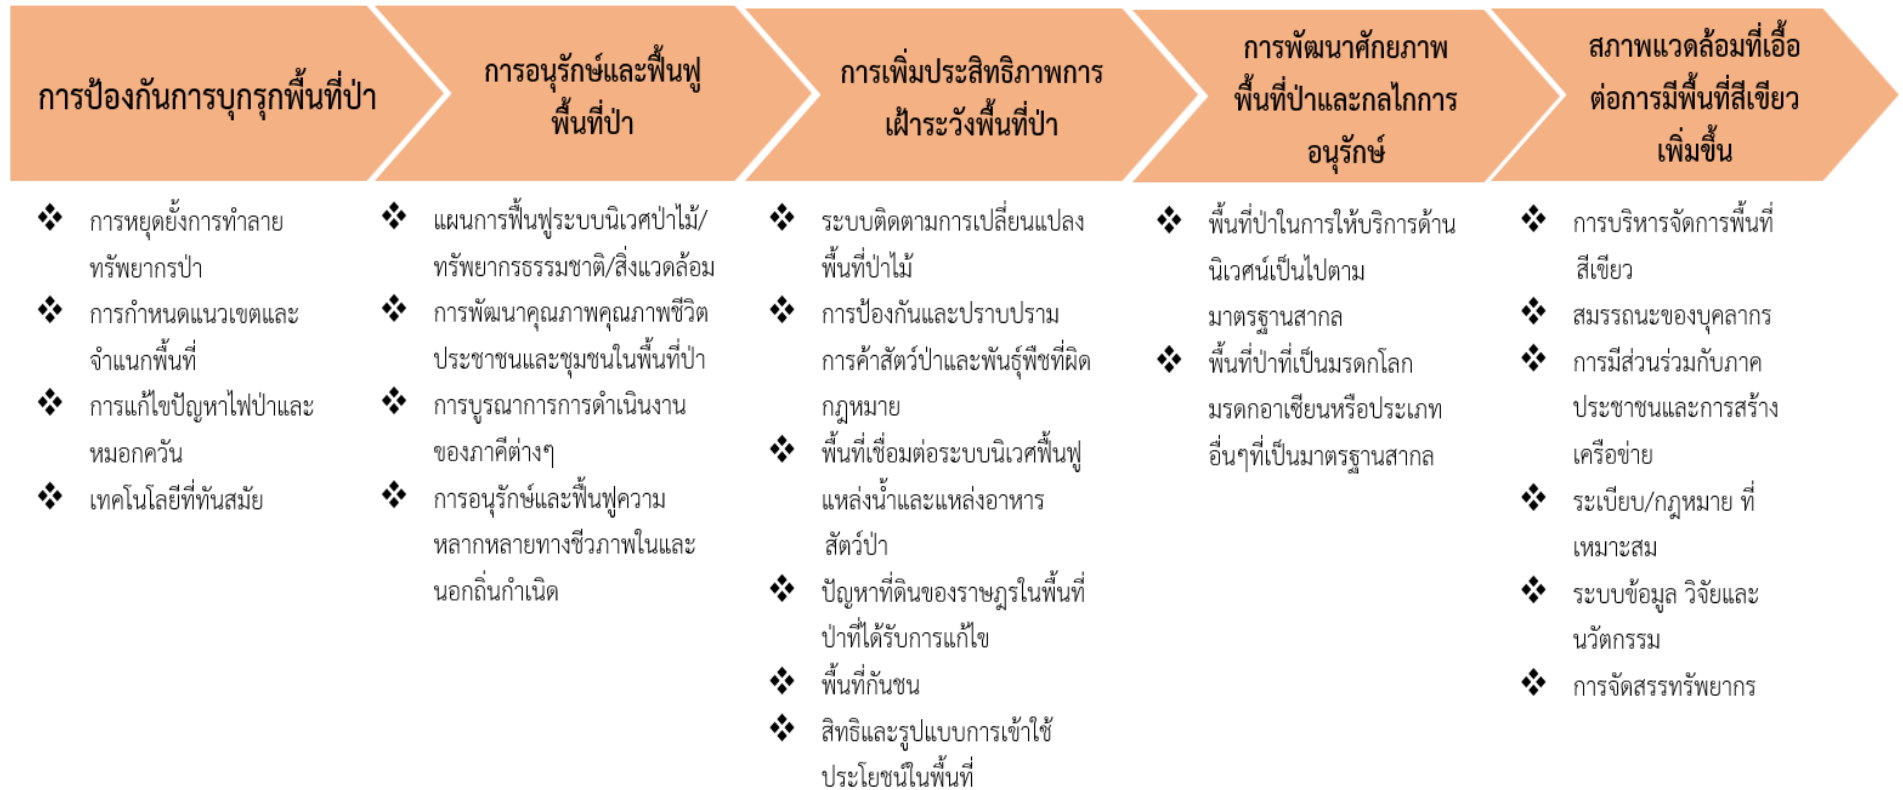 การป้องกันการบุกรุกพื้นที่ป่า
การอนุรักษ์และฟื้นฟู
พื้นที่ป่า
การเพิ่มประสิทธิภาพการ
เฝ้าระวังพื้นที่ป่า
การพัฒนาศักยภาพ
พื้นที่ป่าและกลไกการ
อนุรักษ์
สภาพแวดล้อมที่เอื้อ
ต่อการมีพื้นที่สีเขียว
เพิ่มขึ้น
❖ การหยุดยั้งการทำลาย
ทรัพยากรป่า
❖ การกำหนดแนวเขตและ
จำแนกพื้นที่
❖ การแก้ไขปัญหาไฟป่าและ
หมอกควัน
❖ เทคโนโลยีที่ทันสมัย
❖ แผนการฟื้นฟูระบบนิเวศป่าไม้/
ทรัพยากรธรรมชาติ/สิ่งแวดล้อม
❖ การพัฒนาคุณภาพคุณภาพชีวิต
ประชาชนและชุมชนในพื้นที่ป่า
❖ การบูรณาการการดำเนินงาน
ของภาคีต่างๆ
❖ การอนุรักษ์และฟื้นฟูความ
หลากหลายทางชีวภาพในและ
นอกถิ่นกำเนิด
❖ ระบบติดตามการเปลี่ยนแปลง
พื้นที่ป่าไม้
❖ การป้องกันและปราบปราม
การค้าสัตว์ป่าและพันธุ์พืชที่ผิด
กฎหมาย
❖ พื้นที่เชื่อมต่อระบบนิเวศฟื้นฟู
แหล่งน้ำและแหล่งอาหาร
สัตว์ป่า
❖ ปัญหาที่ดินของราษฎรในพื้นที่
ป่าที่ได้รับการแก้ไข
❖ พื้นที่กันชน
❖ สิทธิและรูปแบบการเข้าใช้
ประโยชน์ในพื้นที่
❖ พื้นที่ป่าในการให้บริการด้าน
นิเวศน์เป็นไปตาม
มาตรฐานสากล
❖ พื้นที่ป่าที่เป็นมรดกโลก
มรดกอาเซียนหรือประเภท
อื่นๆที่เป็นมาตรฐานสากล
❖ การบริหารจัดการพื้นที่
สีเขียว
❖ สมรรถนะของบุคลากร
❖ การมีส่วนร่วมกับภาค
ประชาชนและการสร้าง
เครือข่าย
❖ ระเบียบ/กฎหมาย ที่
เหมาะสม
❖ ระบบข้อมูล วิจัยและ
นวัตกรรม
❖ การจัดสรรทรัพยากร